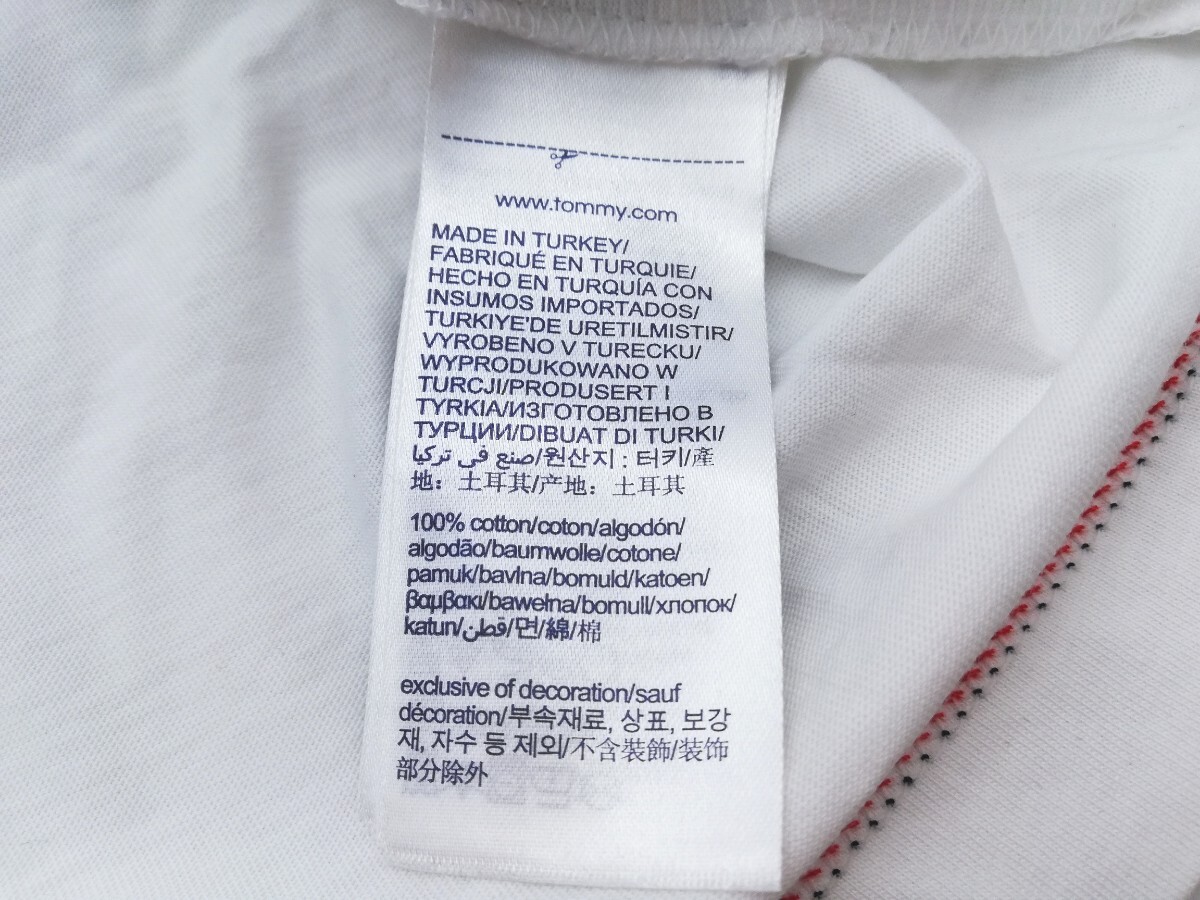 www.tommy.com
MADE IN TURKEY/
FABRIQUÉ EN TURQUIE/
HECHO EN TURQUÍA CON
INSUMOS IMPORTADOS/
TURKIYE'DE URETILMISTIR/
VYROBENO V TURECKU/
WYPRODUKOWANO W
TURCJI/PRODUSERT I
TYRKIA/ИЗГОТОВЛЕНО В
ТУРЦИИ/DIBUAT DI TURKI/
صنع في تركيا/원산지 : 터키/產
地：土耳其/产地：土耳其
100% cotton/coton/algodón/
algodão/baumwolle/cotone/
pamuk/bavlna/bomuld/katoen/
βαμβακι/bawełna/bomull/хлопок/
katun/قطن/면/綿/棉
exclusive of decoration/sauf
décoration/부속재료, 상표, 보강
재, 자수 등 제외/不含裝飾/装饰
部分除外